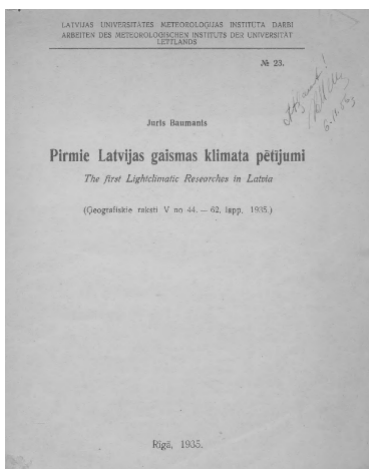 LATVIJAS UNIVERSITĀTES METEOROLOĢIJAS INSTITUTA DARBI
ARBEITEN DES METEOROLOGISCHEN INSTITUTS DER UNIVERSITÄT
LETTLANDS
№ 23.
Juris Baumanis
Pirmie Latvijas gaismas klimata pētījumi
The first Lightclimatic Researches in Latvia
(Ģeografiskie raksti V no 44. — 62. lapp. 1935.)
Rīgā, 1935.